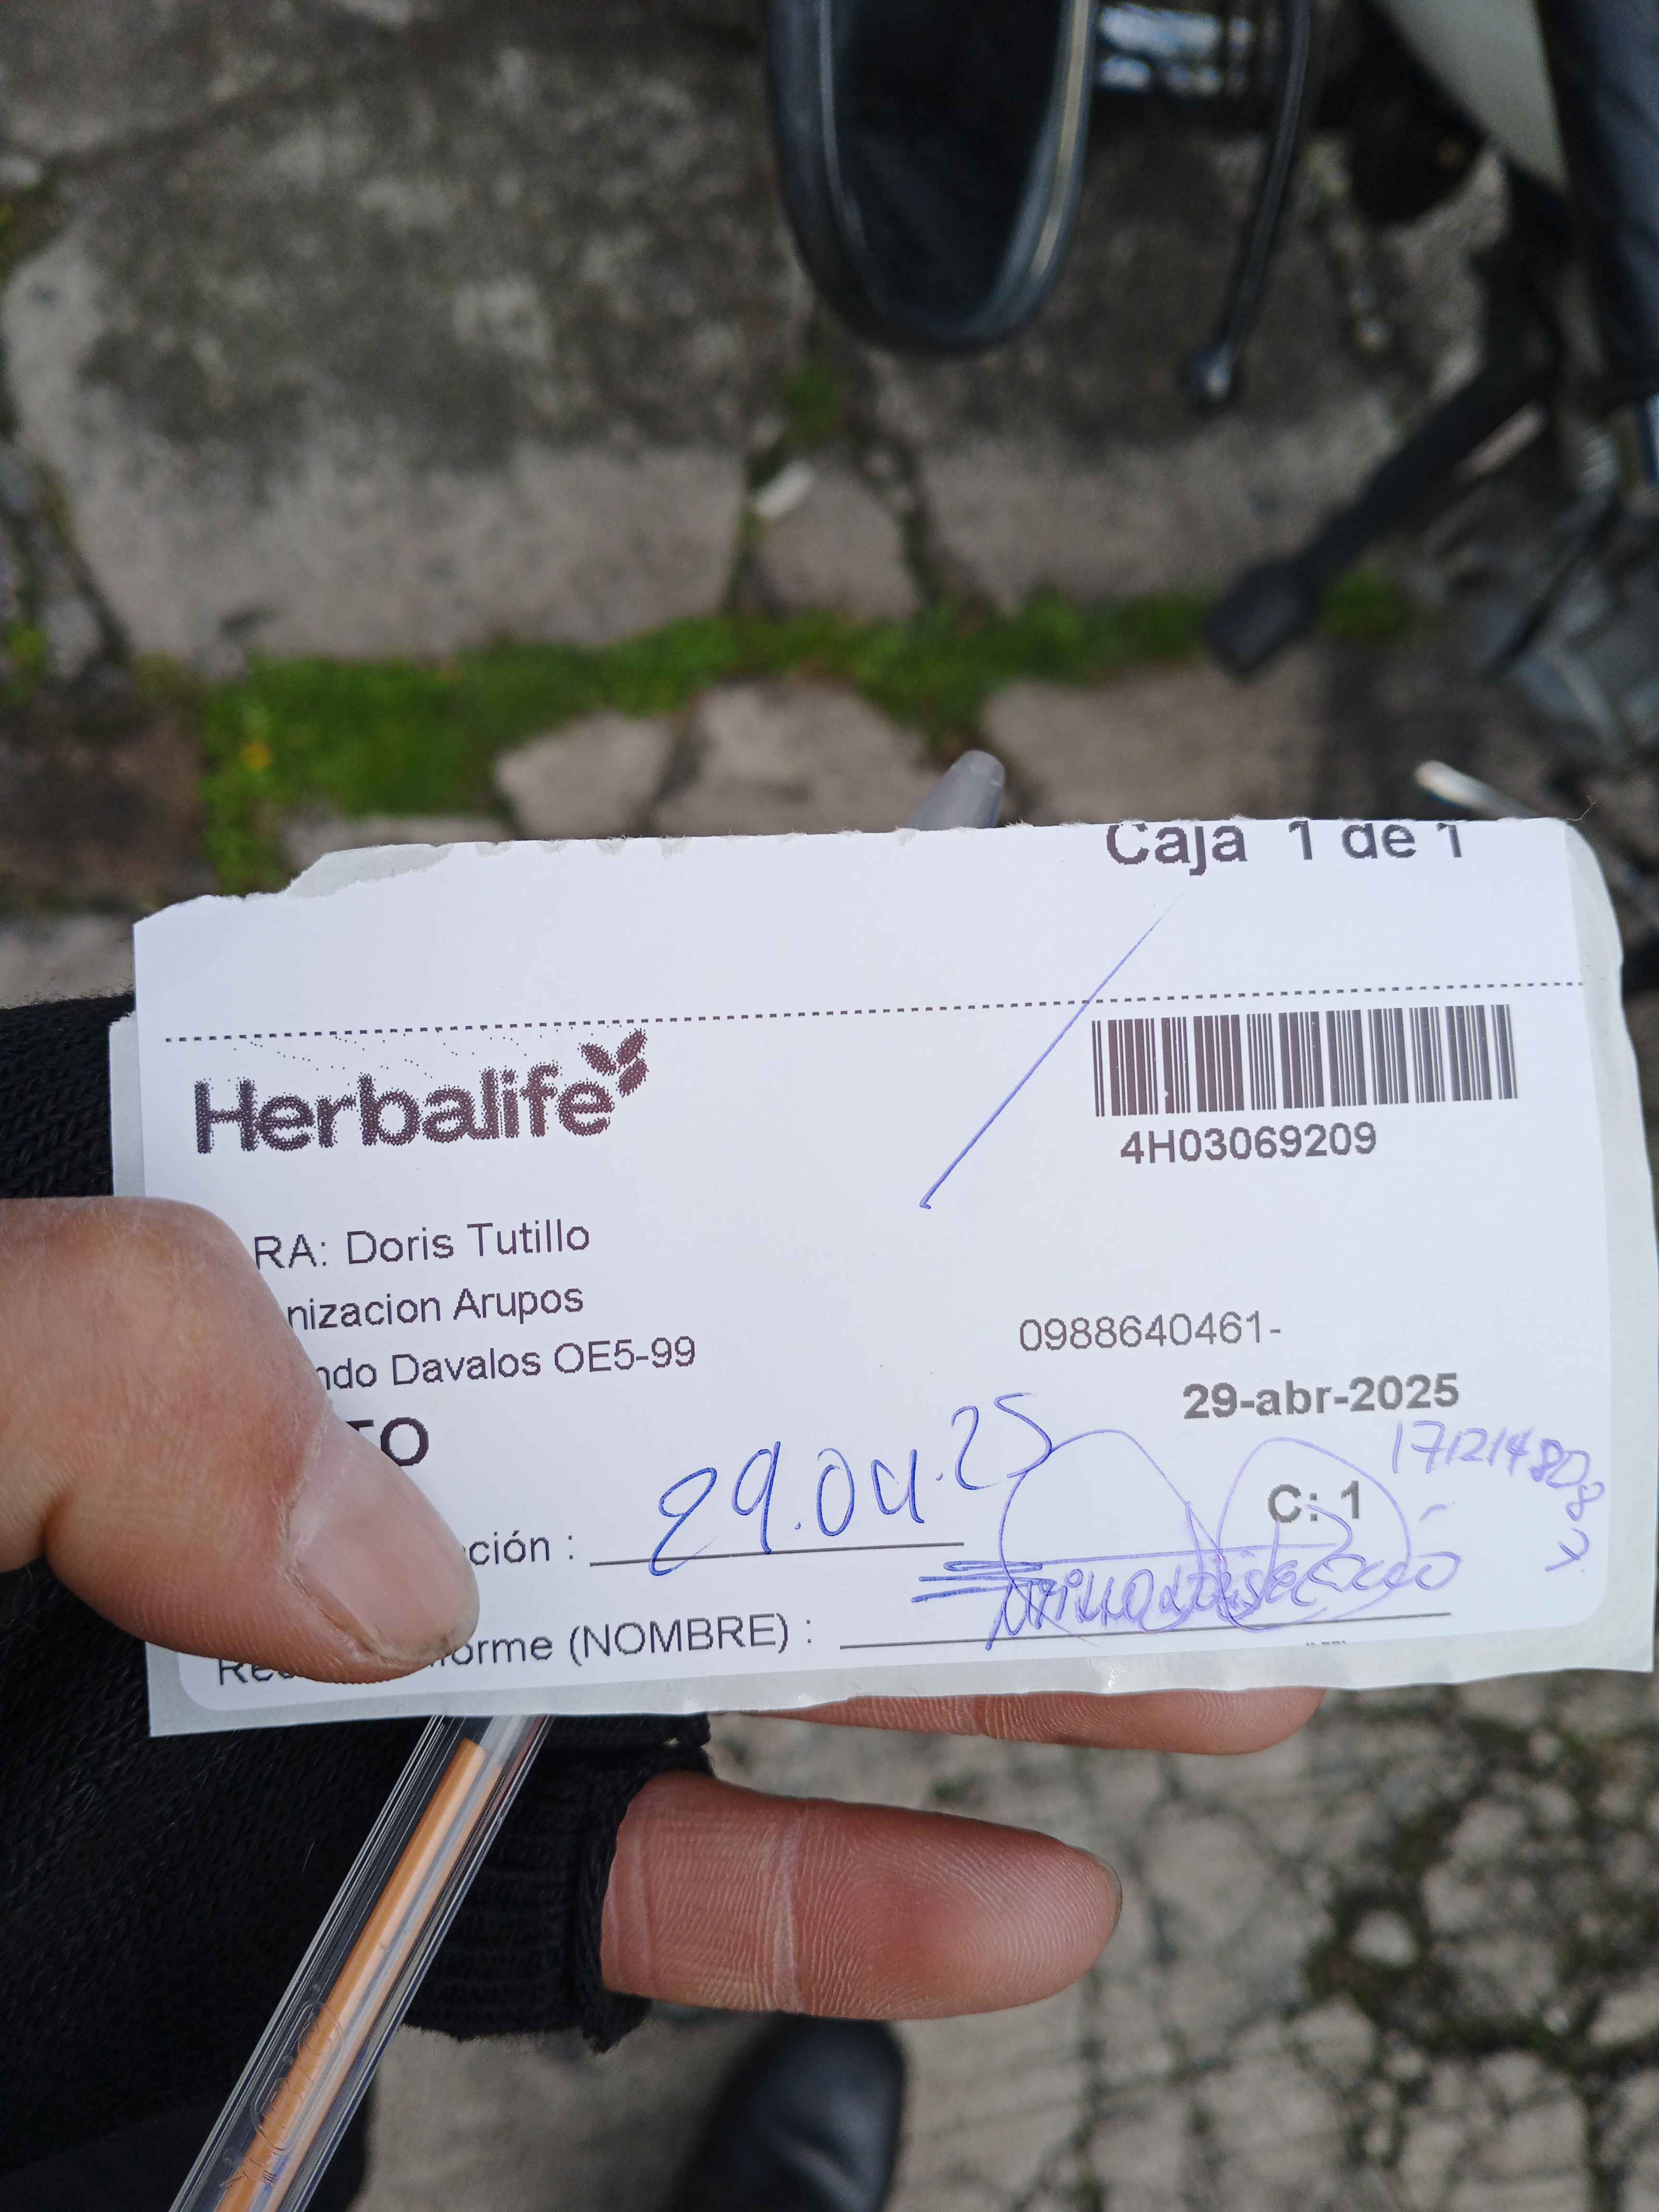 Caja 1 de 1
Herbalife
4H03069209
RA: Doris Tutillo
nizacion Arupos
0988640461-
ndo Davalos OE5-99
29-abr-2025
TO
C: 1
ción : 29.04.25
orme (NOMBRE) :